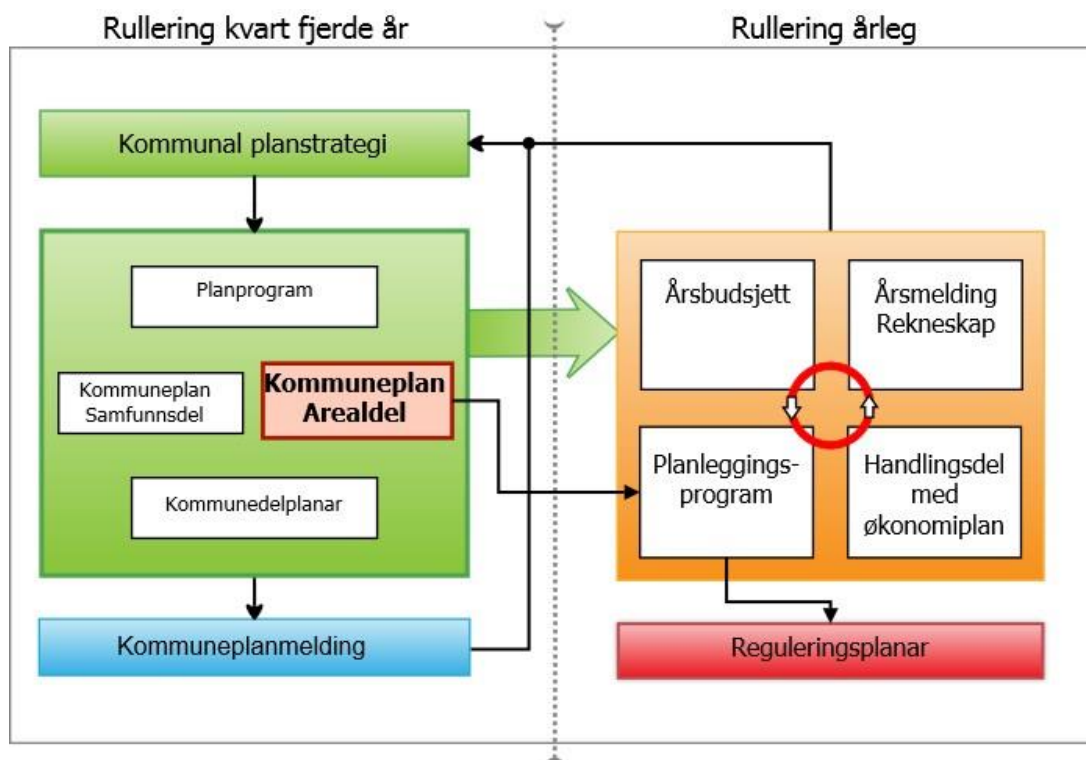 Rullering kvart fjerde år
Rullering årleg
Kommunal planstrategi
Planprogram
Kommuneplan
Samfunnsdel
Kommuneplan
Arealdel
Kommunedelplanar
Kommuneplanmelding
Årsbudsjett
Årsmelding
Rekneskap
Planleggings-
program
Handlingsdel
med
økonomiplan
Reguleringsplanar